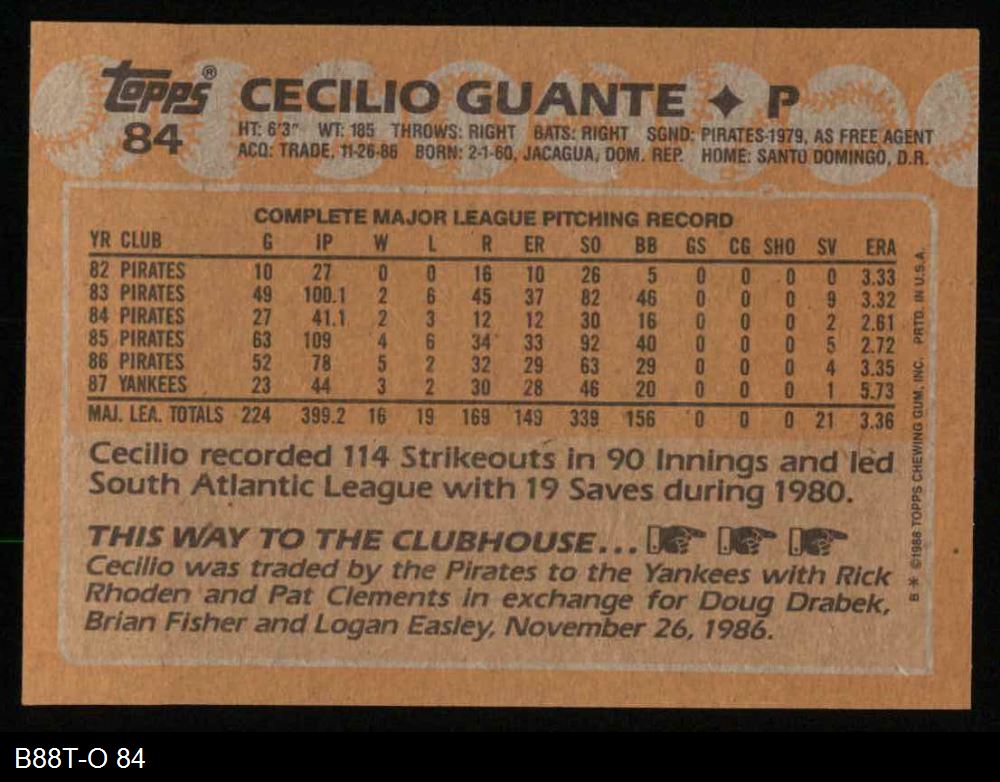 Topps® CECILIO GUANTE ✦ P
84
HT: 6'3" WT: 185 THROWS: RIGHT BATS: RIGHT SGND: PIRATES-1979, AS FREE AGENT
ACQ: TRADE, 11-26-86 BORN: 2-1-60, JACAGUA, DOM. REP. HOME: SANTO DOMINGO, D.R.
COMPLETE MAJOR LEAGUE PITCHING RECORD
YR CLUB G IP W L R ER SO BB GS CG SHO SV ERA
82 PIRATES 10 27 0 0 16 10 26 5 0 0 0 0 3.33
83 PIRATES 49 100.1 2 6 45 37 82 46 0 0 0 9 3.32
84 PIRATES 27 41.1 2 3 12 12 30 16 0 0 0 2 2.61
85 PIRATES 63 109 4 6 34 33 92 40 0 0 0 5 2.72
86 PIRATES 52 78 5 2 32 29 63 29 0 0 0 4 3.35
87 YANKEES 23 44 3 2 30 28 46 20 0 0 0 1 5.73
MAJ. LEA. TOTALS 224 399.2 16 19 169 149 339 156 0 0 0 21 3.36
Cecilio recorded 114 Strikeouts in 90 Innings and led
South Atlantic League with 19 Saves during 1980.
THIS WAY TO THE CLUBHOUSE...
Cecilio was traded by the Pirates to the Yankees with Rick
Rhoden and Pat Clements in exchange for Doug Drabek,
Brian Fisher and Logan Easley, November 26, 1986.
B * ©1988 TOPPS CHEWING GUM, INC. PRTD. IN U.S.A.
B88T-O 84